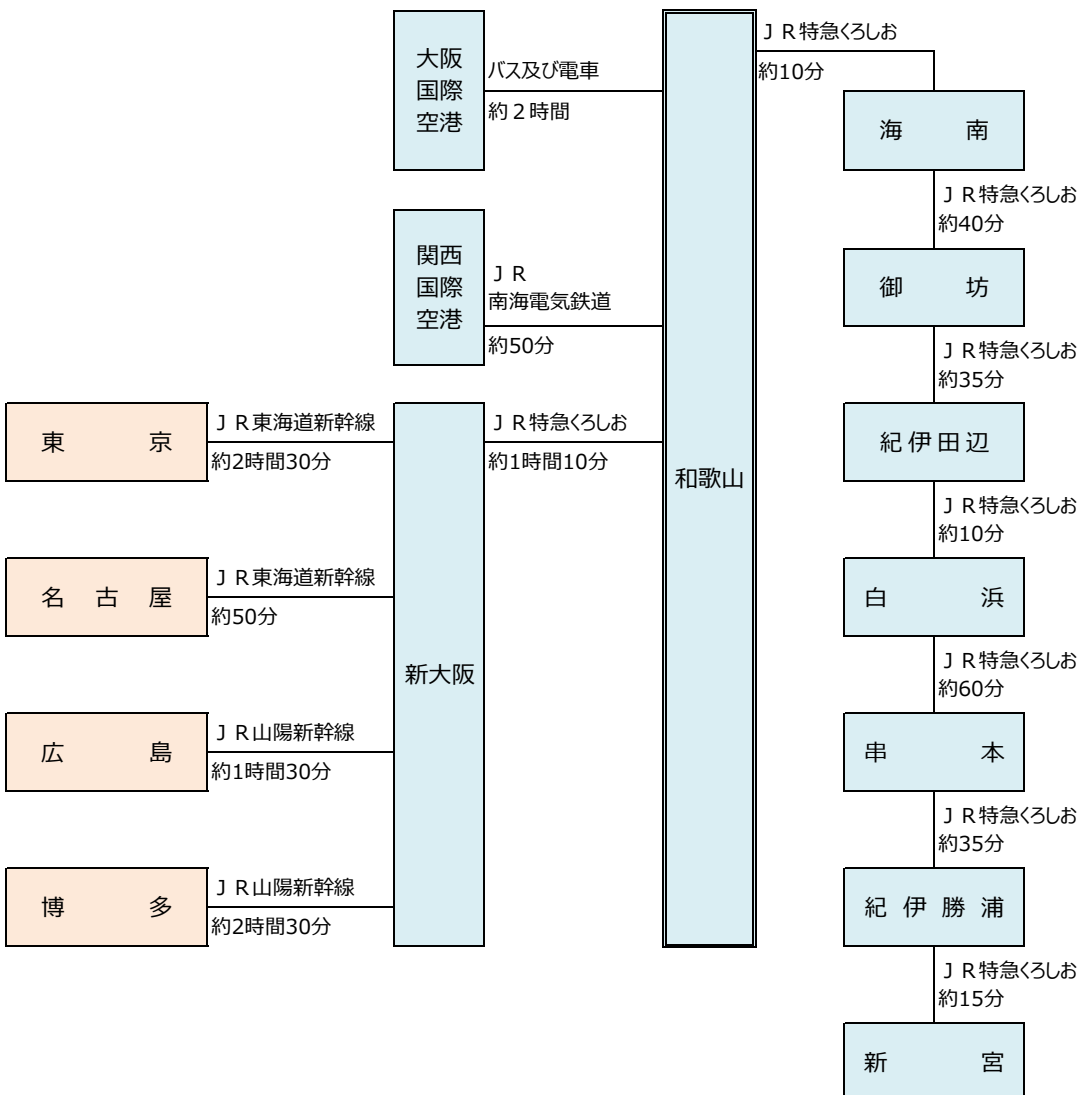 大阪
国際
空港
バス及び電車
約２時間
関西
国際
空港
ＪＲ
南海電気鉄道
約50分
東京
ＪＲ東海道新幹線
約2時間30分
名古屋
ＪＲ東海道新幹線
約50分
広島
ＪＲ山陽新幹線
約1時間30分
博多
ＪＲ山陽新幹線
約2時間30分
新大阪
ＪＲ特急くろしお
約1時間10分
和歌山
ＪＲ特急くろしお
約10分
海南
ＪＲ特急くろしお
約40分
御坊
ＪＲ特急くろしお
約35分
紀伊田辺
ＪＲ特急くろしお
約10分
白浜
ＪＲ特急くろしお
約60分
串本
ＪＲ特急くろしお
約35分
紀伊勝浦
ＪＲ特急くろしお
約15分
新宮